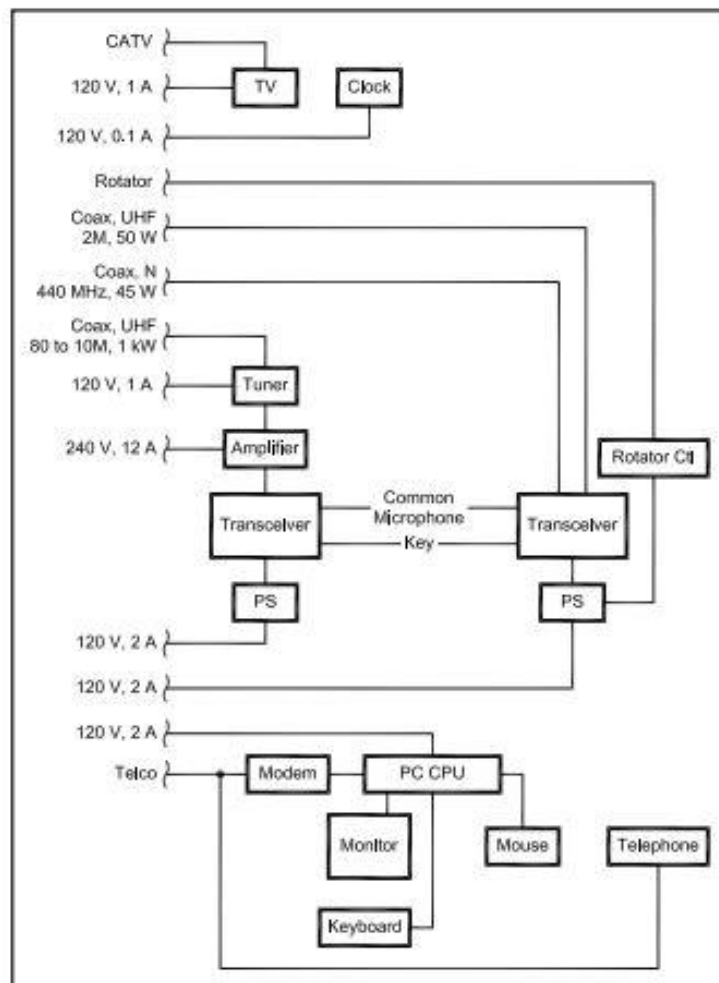 CATV
120 V, 1 A
TV
Clock
120 V, 0.1 A
Rotator
Coax, UHF
2M, 50 W
Coax, N
440 MHz, 45 W
Coax, UHF
80 to 10M, 1 kW
120 V, 1 A
Tuner
240 V, 12 A
Amplifier
Rotator Ctl
Transceiver
Common
Microphone
Key
Transceiver
PS
PS
120 V, 2 A
120 V, 2 A
120 V, 2 A
Telco
Modem
PC CPU
Monitor
Mouse
Telephone
Keyboard